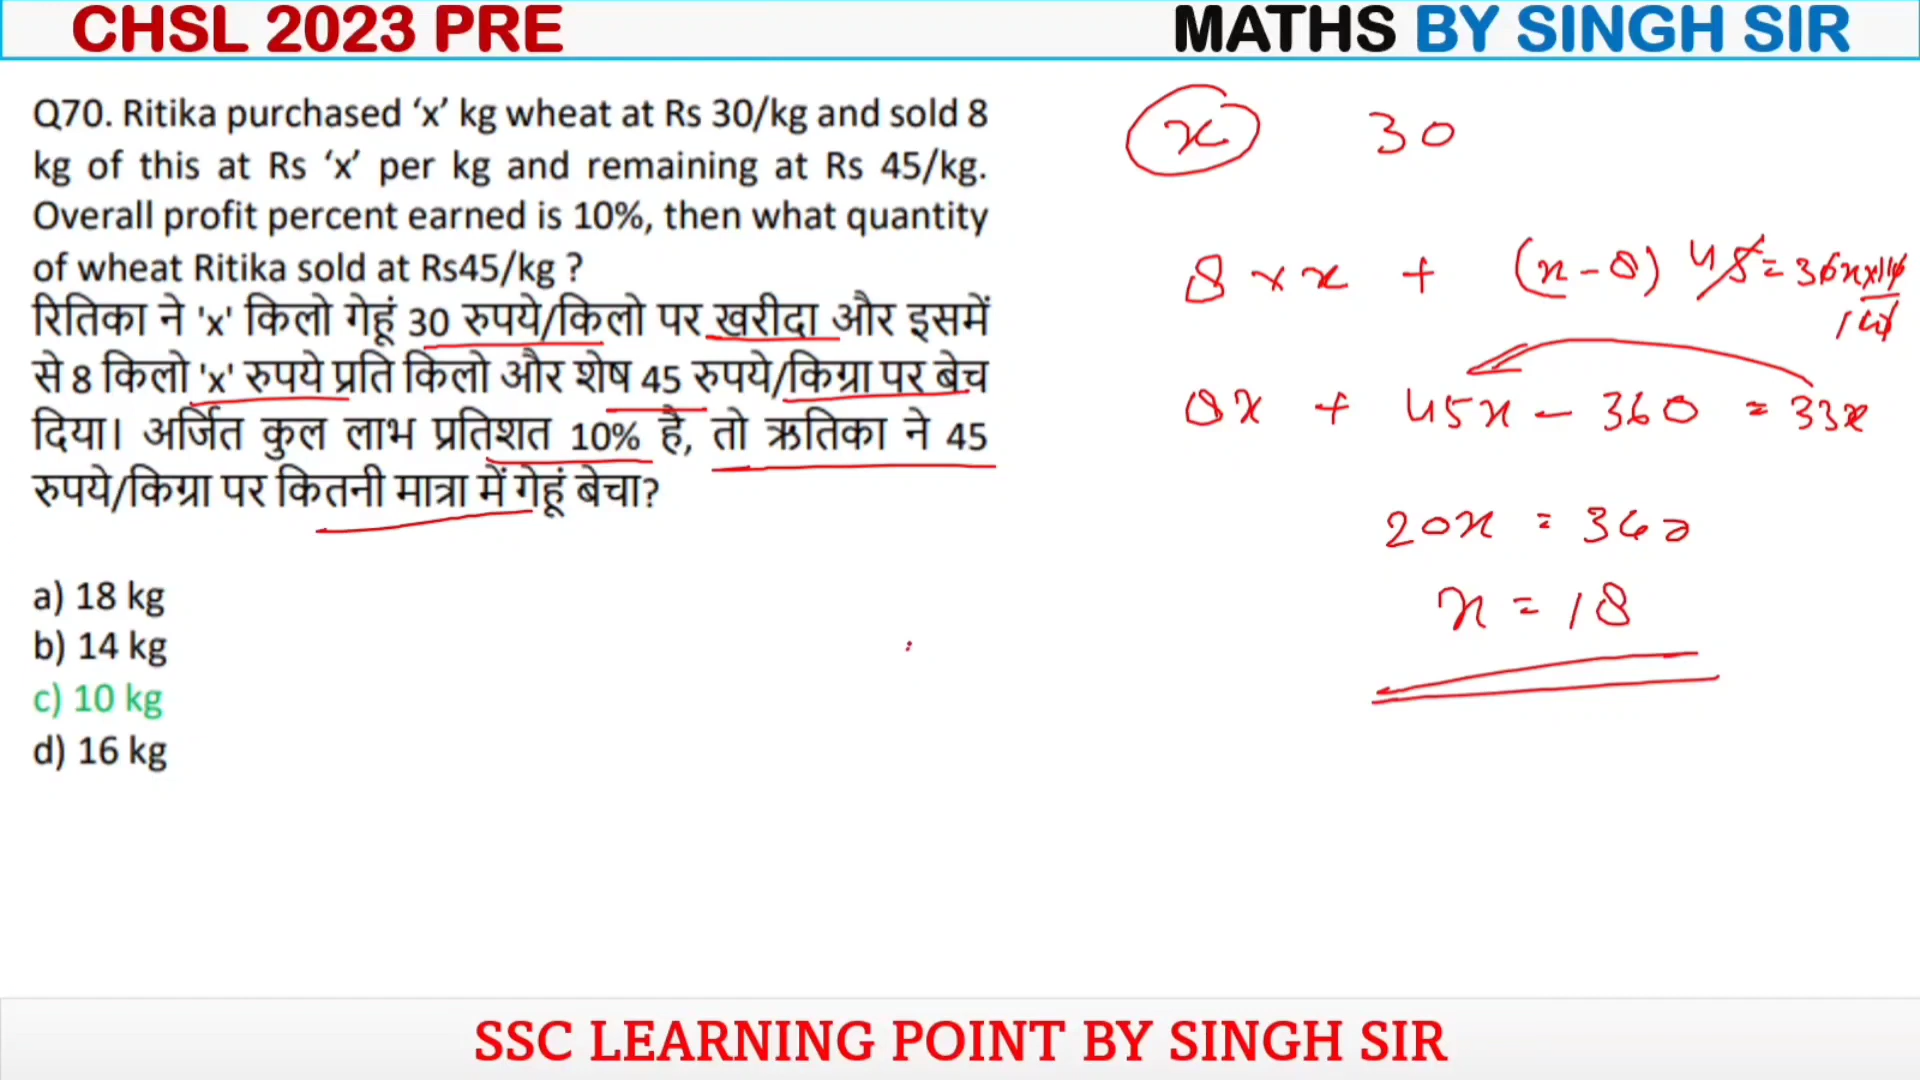 CHSL 2023 PRE
MATHS BY SINGH SIR
Q70. Ritika purchased ‘x’ kg wheat at Rs 30/kg and sold 8
kg of this at Rs ‘x’ per kg and remaining at Rs 45/kg.
Overall profit percent earned is 10%, then what quantity
of wheat Ritika sold at Rs45/kg ?
रितिका ने 'x' किलो गेहूं 30 रुपये/किलो पर खरीदा और इसमें
से 8 किलो 'x' रुपये प्रति किलो और शेष 45 रुपये/किग्रा पर बेच
दिया। अर्जित कुल लाभ प्रतिशत 10% है, तो ऋतिका ने 45
रुपये/किग्रा पर कितनी मात्रा में गेहूं बेचा?
a) 18 kg
b) 14 kg
c) 10 kg
d) 16 kg
x 30
8 × x + (x - 8) 45 = 30x × 110
100
8x + 45x - 360 = 33x
20x = 360
x = 18
SSC LEARNING POINT BY SINGH SIR